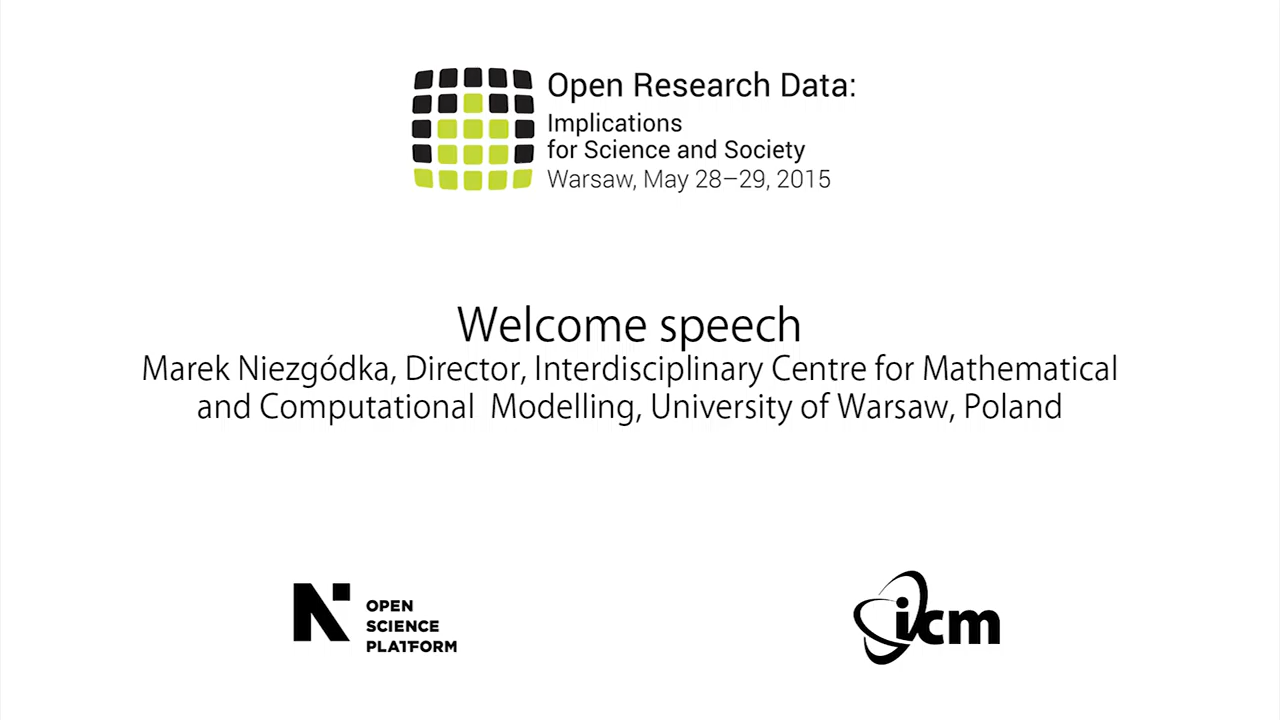 Open Research Data:
Implications
for Science and Society
Warsaw, May 28–29, 2015
Welcome speech
Marek Niezgódka, Director, Interdisciplinary Centre for Mathematical
and Computational Modelling, University of Warsaw, Poland
OPEN
SCIENCE
PLATFORM
icm